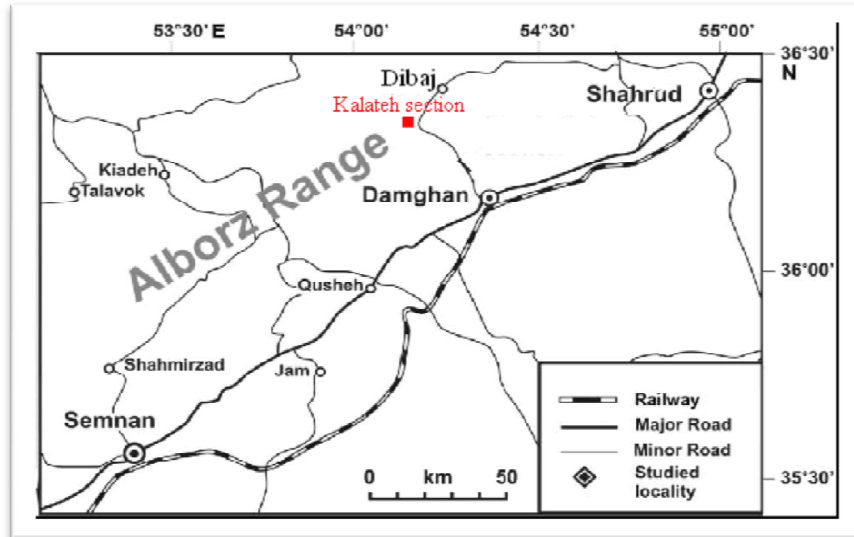 53°30' E
54°00'
54°30'
55°00'
36°30'
N
Dibaj
Shahrud
Kalateh section
Kiadeh
Talavok
Alborz Range
Damghan
36°00'
Qusheh
Shahmirzad
Jam
Semnan
0 km 50
Railway
Major Road
Minor Road
Studied
locality
35°30'